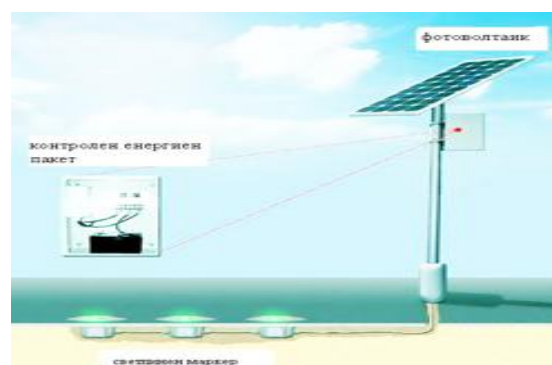 фотоволтаик
контролен енергиен
пакет
светлинен маркер